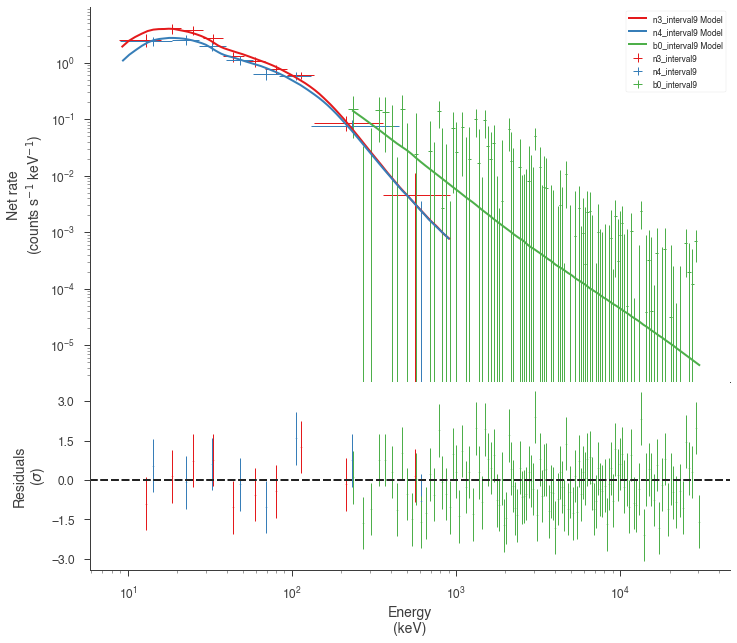 n3_interval9 Model
n4_interval9 Model
b0_interval9 Model
n3_interval9
n4_interval9
b0_interval9
Net rate
(counts s⁻¹ keV⁻¹)
10⁰
10⁻¹
10⁻²
10⁻³
10⁻⁴
10⁻⁵
Residuals
(σ)
3.0
1.5
0.0
−1.5
−3.0
10¹ 10² 10³ 10⁴
Energy
(keV)